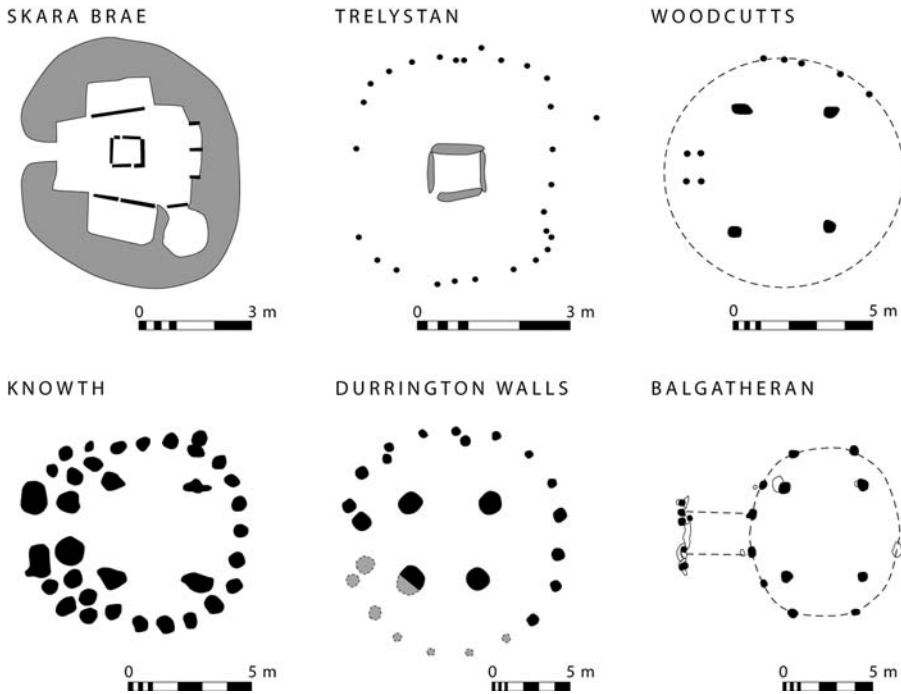 SKARA BRAE
TRELYSTAN
WOODCUTTS
0 3 m
0 3 m
0 5 m
KNOWTH
DURRINGTON WALLS
BALGATHERAN
0 5 m
0 5 m
0 5 m